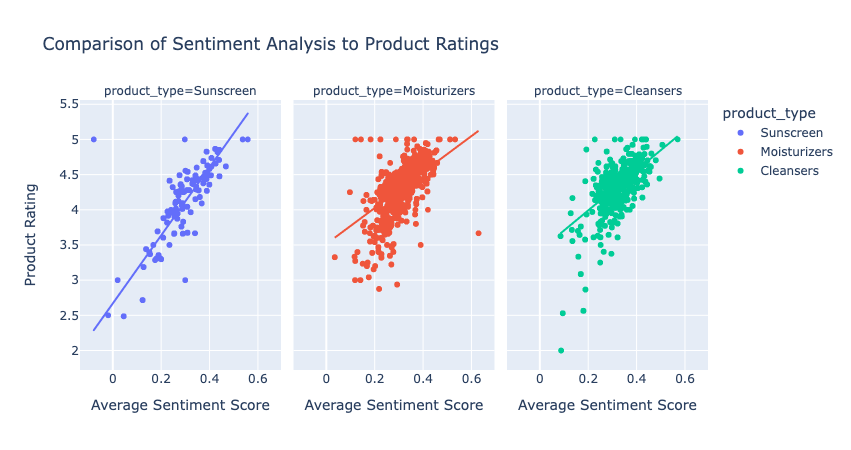 Comparison of Sentiment Analysis to Product Ratings
product_type=Sunscreen
product_type=Moisturizers
product_type=Cleansers
product_type
Sunscreen
Moisturizers
Cleansers
Product Rating
5.5
5
4.5
4
3.5
3
2.5
2
0 0.2 0.4 0.6
0 0.2 0.4 0.6
0 0.2 0.4 0.6
Average Sentiment Score
Average Sentiment Score
Average Sentiment Score